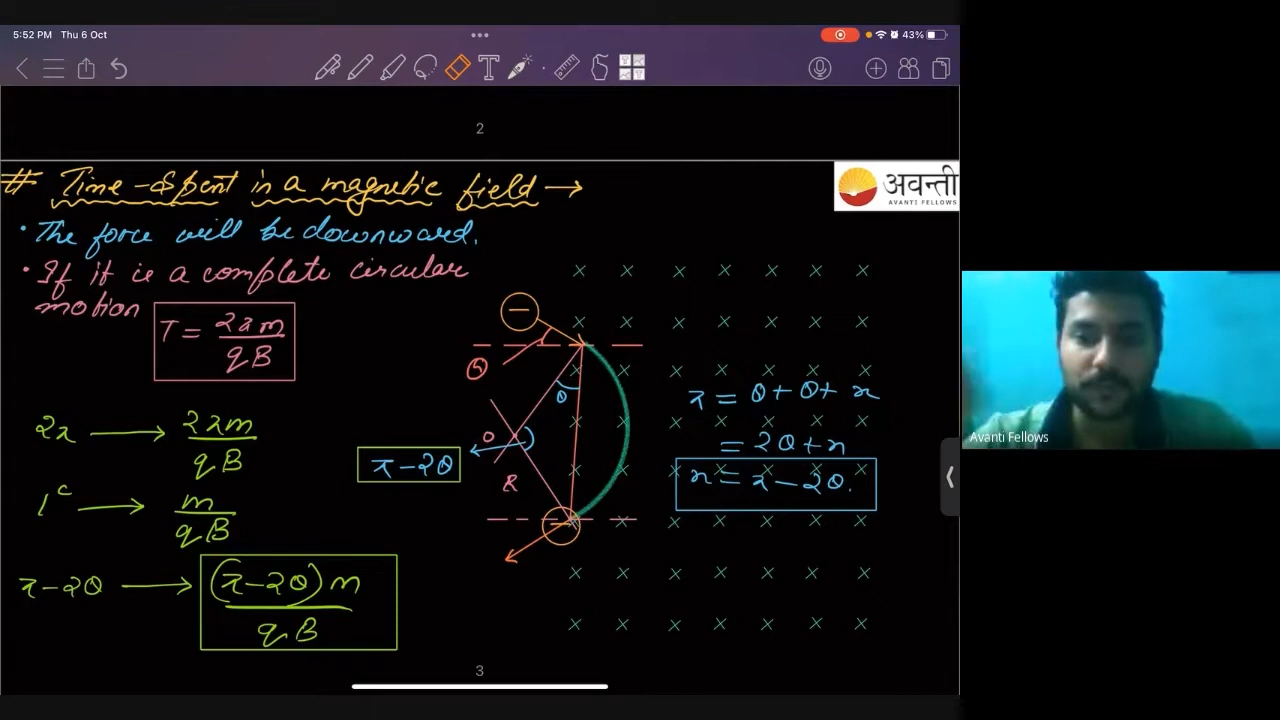 5:52 PM Thu 6 Oct
43%
2
# Time-Spent in a magnetic field →
अवन्ती
AVANTI FELLOWS
• The force will be downward.
• If it is a complete circular
motion
T = 2πm / qB
2π → 2πm / qB
1ᶜ → m / qB
π-2θ → (π-2θ)m / qB
−
θ
θ
O
π-2θ
R
−
π = θ + θ + x
= 2θ + x
x = π - 2θ.
Avanti Fellows
3